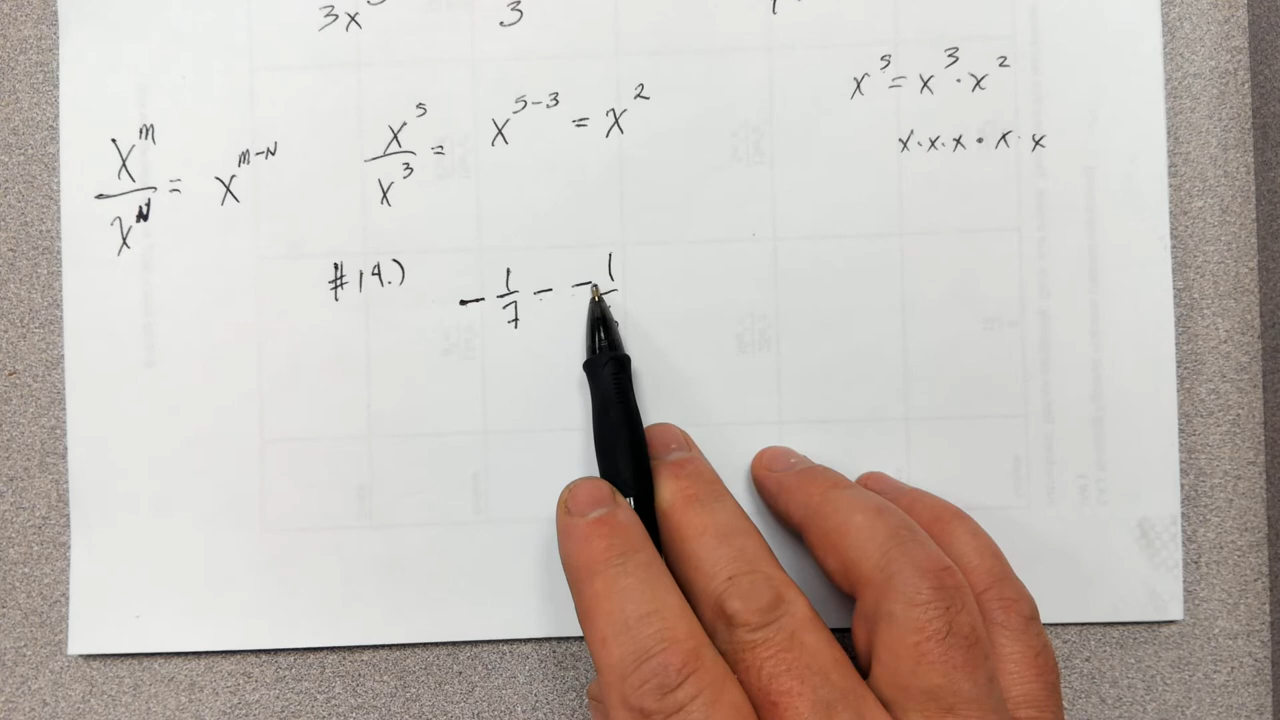 3x 3
x^5 = x^3 · x^2
x^m/x^N = x^{m-N} x^5/x^3 = x^{5-3} = x^2
x·x·x·x·x
#14.) - 1/7 - - 1/